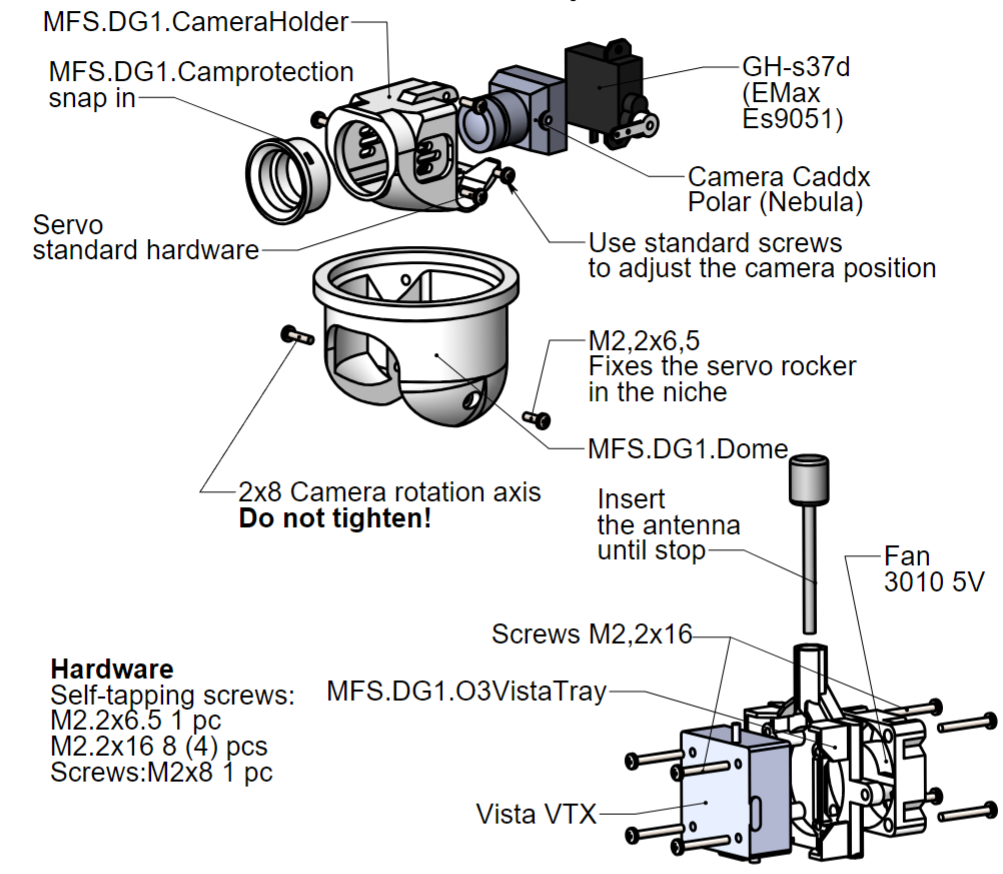 MFS.DG1.CameraHolder
MFS.DG1.Camprotection
snap in
GH-s37d
(EMax
Es9051)
Camera Caddx
Polar (Nebula)
Servo
standard hardware
Use standard screws
to adjust the camera position
M2,2x6,5
Fixes the servo rocker
in the niche
MFS.DG1.Dome
2x8 Camera rotation axis
Do not tighten!
Insert
the antenna
until stop
Fan
3010 5V
Screws M2,2x16
MFS.DG1.O3VistaTray
Vista VTX
Hardware
Self-tapping screws:
M2.2x6.5 1 pc
M2.2x16 8 (4) pcs
Screws:M2x8 1 pc